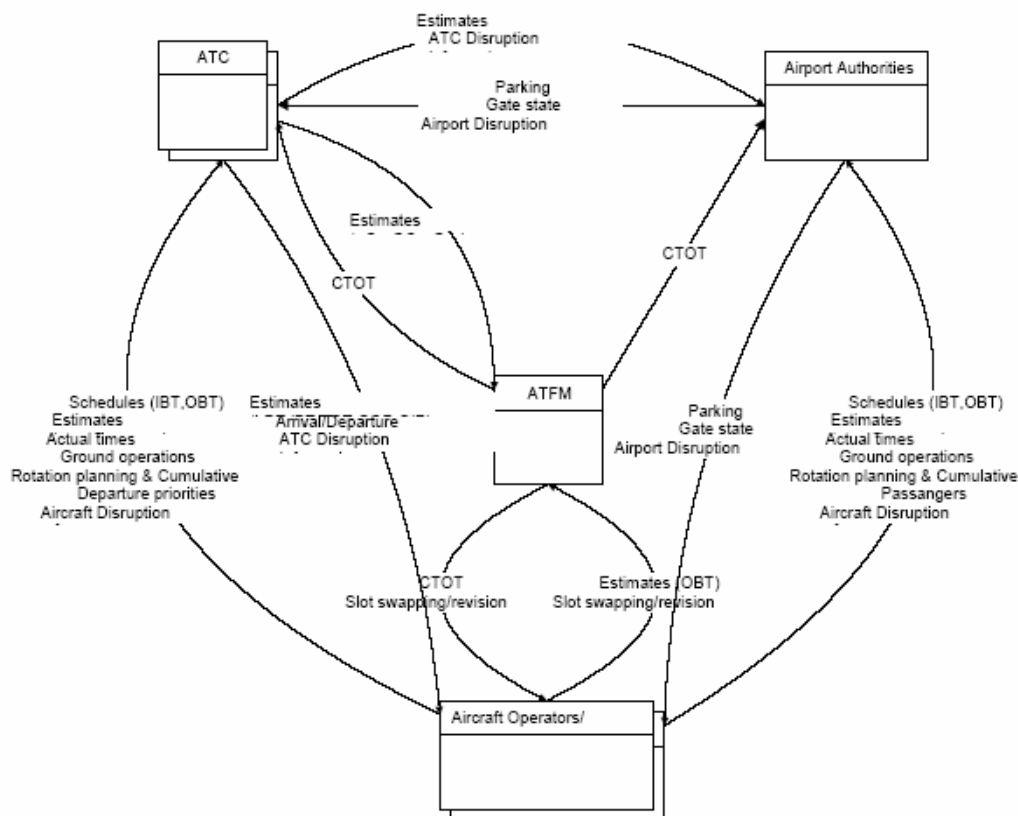 Estimates
ATC Disruption
ATC
Airport Authorities
Parking
Gate state
Airport Disruption
Estimates
CTOT
CTOT
ATFM
Schedules (IBT,OBT)
Estimates
Actual times
Ground operations
Rotation planning & Cumulative
Departure priorities
Aircraft Disruption
Estimates
Arrival/Departure
ATC Disruption
Parking
Gate state
Airport Disruption
Schedules (IBT,OBT)
Estimates
Actual times
Ground operations
Rotation planning & Cumulative
Passangers
Aircraft Disruption
CTOT
Slot swapping/revision
Estimates (OBT)
Slot swapping/revision
Aircraft Operators/